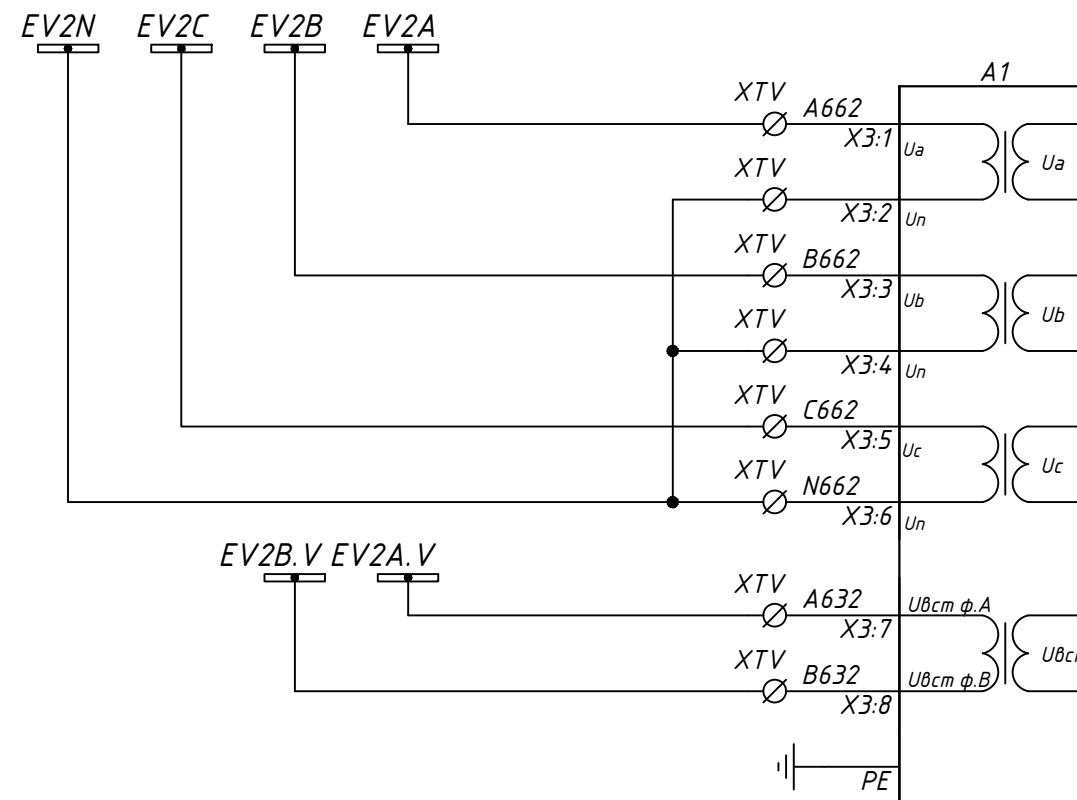 EV2N EV2C EV2B EV2A
A1
XTV A662
X3:1 Ua Ua
XTV
X3:2 Un
XTV B662
X3:3 Ub Ub
XTV
X3:4 Un
XTV C662
X3:5 Uc Uc
XTV N662
X3:6 Un
EV2B.V EV2A.V
XTV A632 Uвст ф.А
X3:7
XTV B632 Uвст ф.В Uвст
X3:8
PE